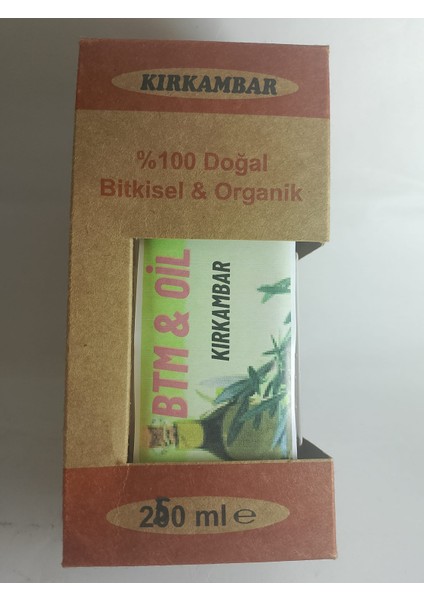 KIRKAMBAR
%100 Doğal
Bitkisel & Organik
BTM & OİL
KIRKAMBAR
250 ml ℮